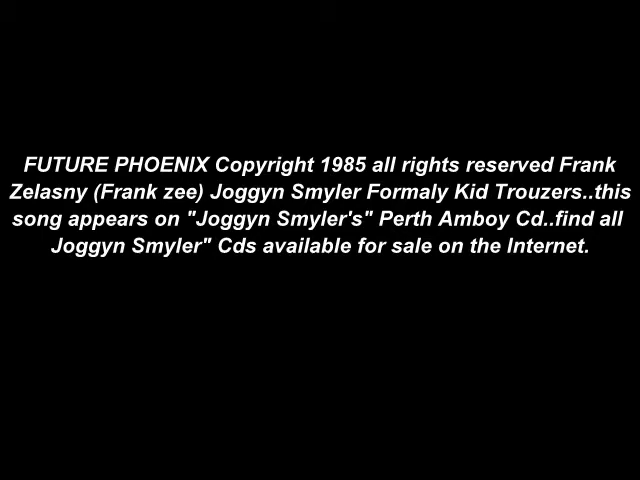 FUTURE PHOENIX Copyright 1985 all rights reserved Frank
Zelasny (Frank zee) Joggyn Smyler Formaly Kid Trouzers..this
song appears on "Joggyn Smyler's" Perth Amboy Cd..find all
Joggyn Smyler" Cds available for sale on the Internet.